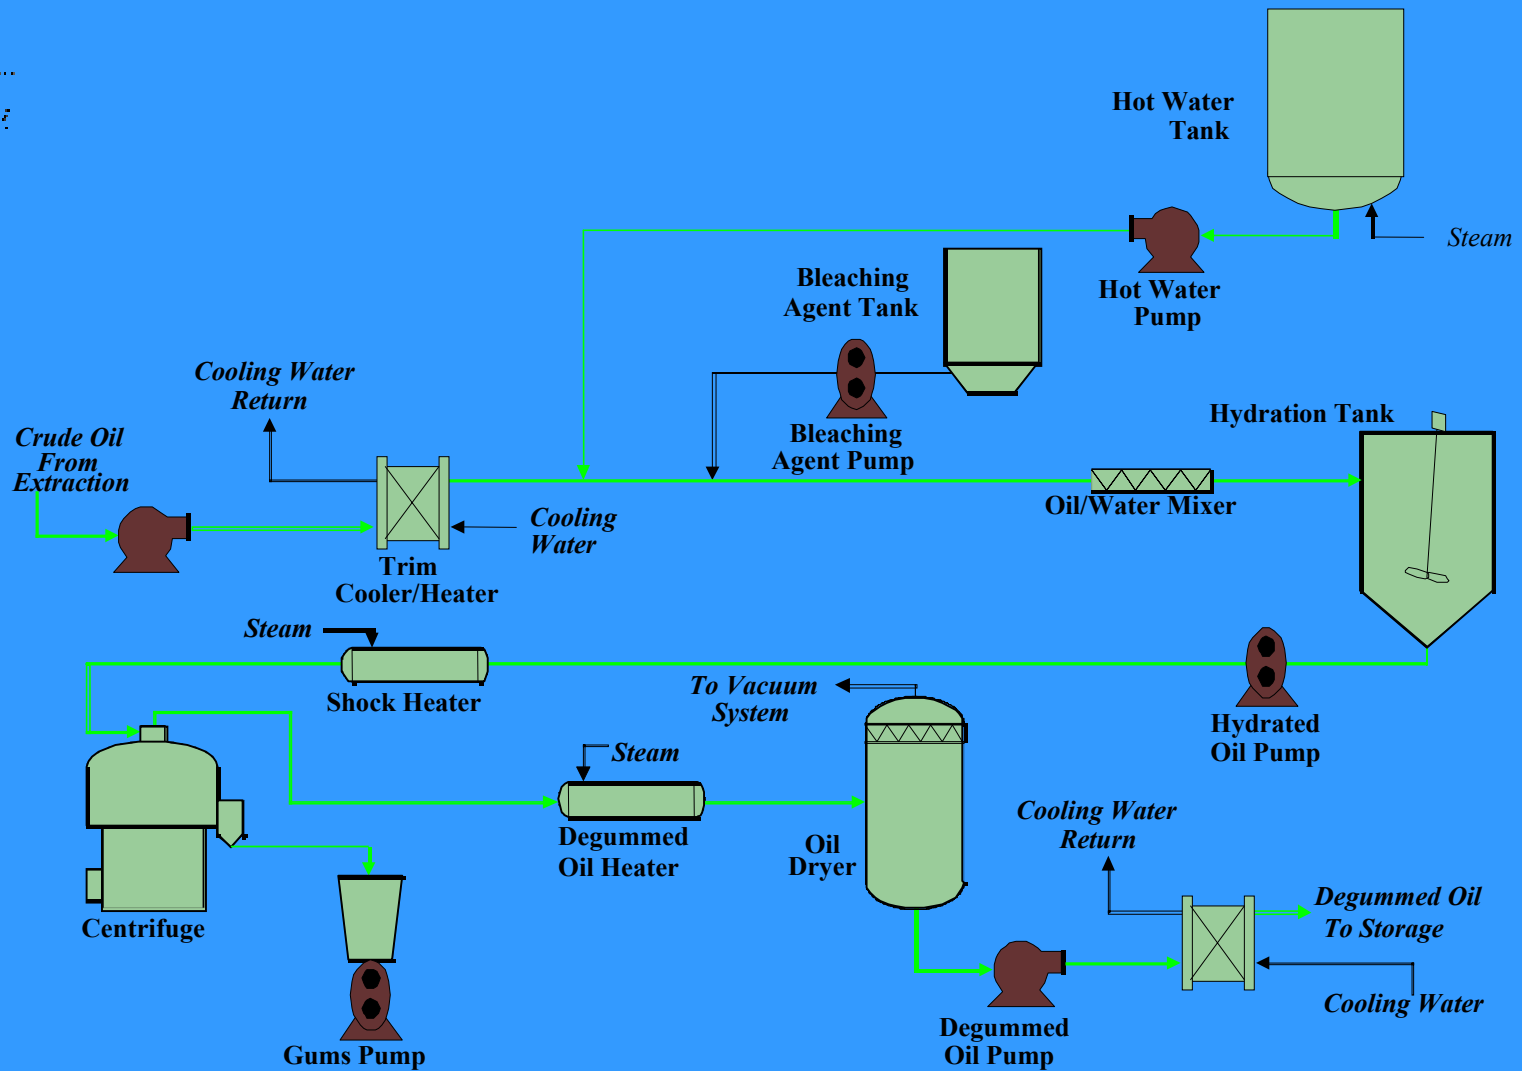 Hot Water
Tank
Steam
Hot Water
Pump
Bleaching
Agent Tank
Bleaching
Agent Pump
Cooling Water
Return
Crude Oil
From
Extraction
Cooling
Water
Trim
Cooler/Heater
Hydration Tank
Oil/Water Mixer
Steam
Shock Heater
To Vacuum
System
Hydrated
Oil Pump
Steam
Degummed
Oil Heater
Oil
Dryer
Centrifuge
Gums Pump
Cooling Water
Return
Degummed Oil
To Storage
Cooling Water
Degummed
Oil Pump